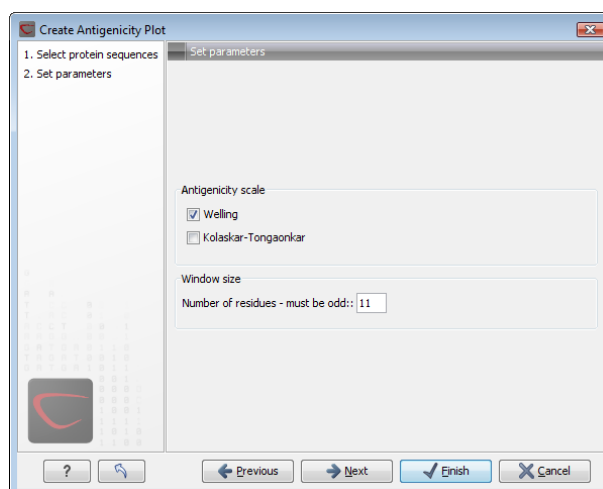 Create Antigenicity Plot
1. Select protein sequences
2. Set parameters
Set parameters
Antigenicity scale
Welling
Kolaskar-Tongaonkar
Window size
Number of residues - must be odd:: 11
? Previous Next Finish Cancel